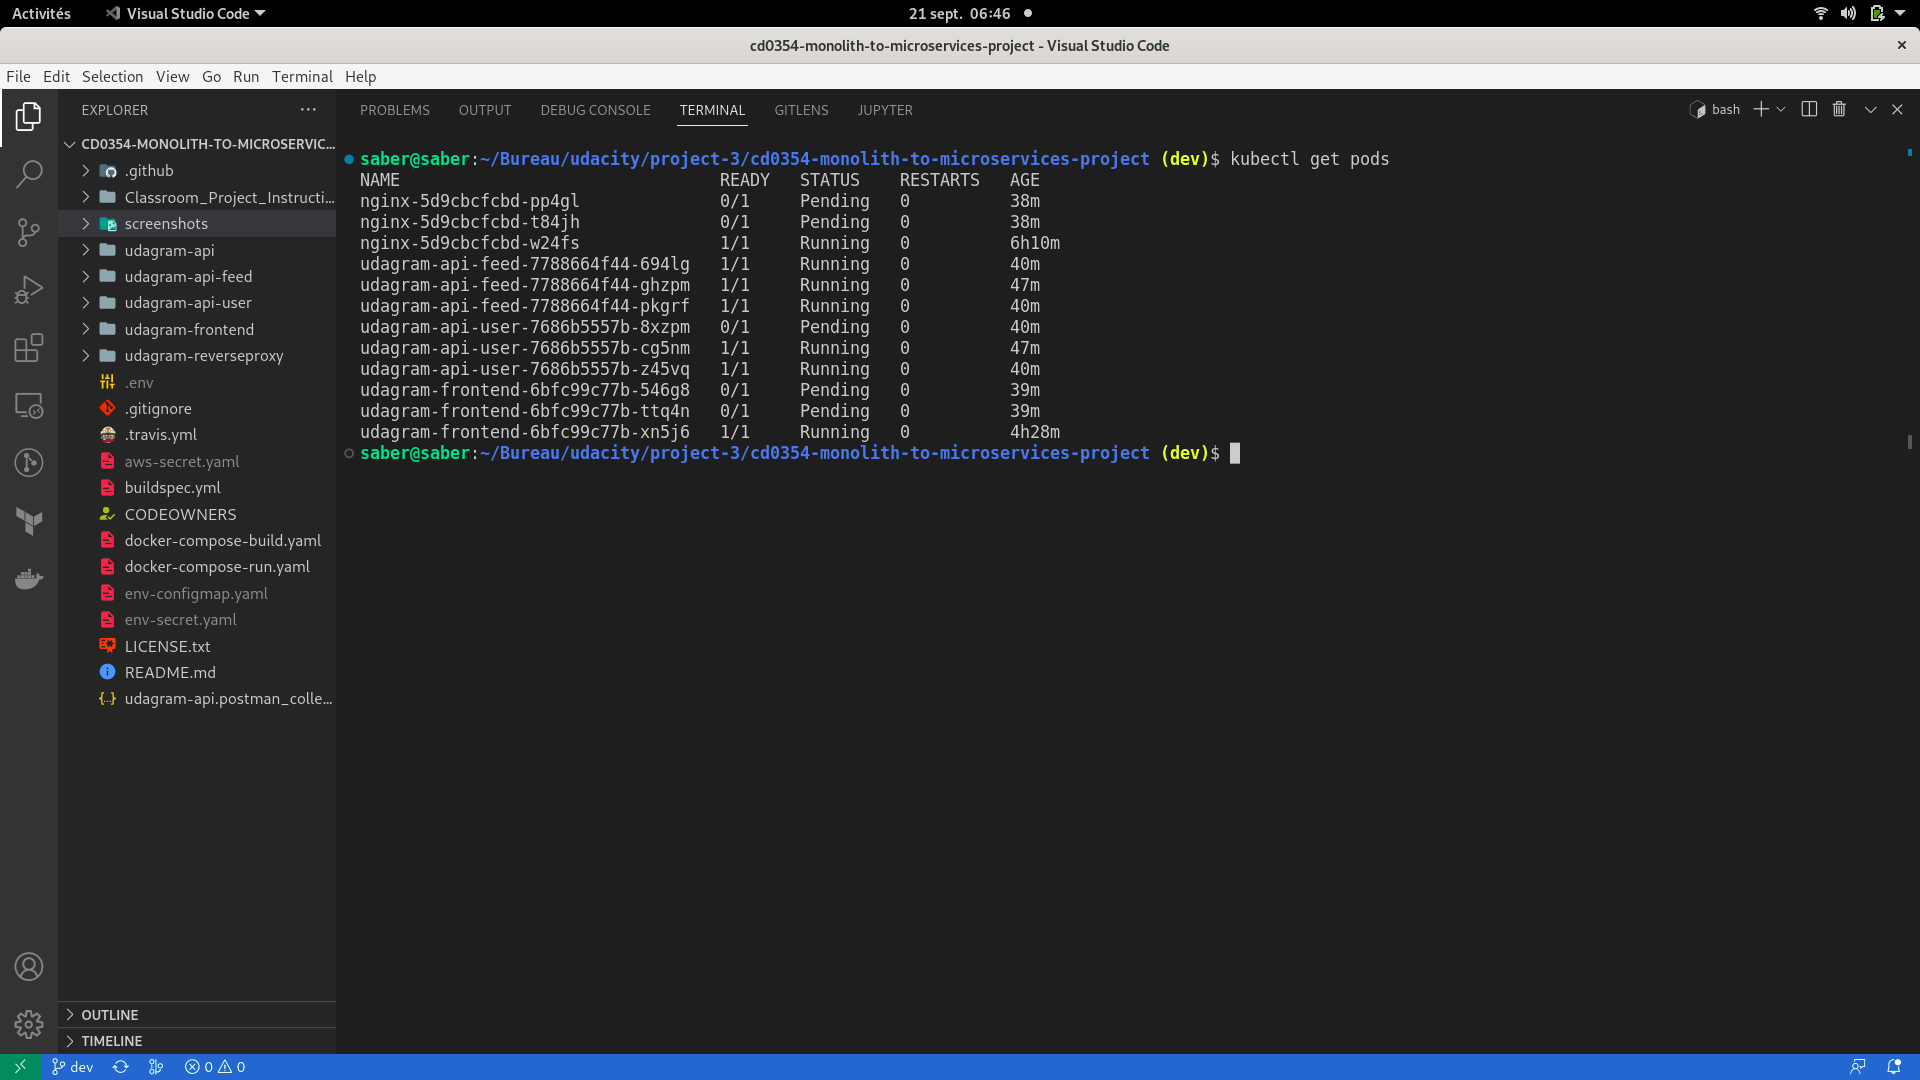 Activités
Visual Studio Code
21 sept. 06:46
cd0354-monolith-to-microservices-project - Visual Studio Code
File Edit Selection View Go Run Terminal Help
EXPLORER
CD0354-MONOLITH-TO-MICROSERVIC...
.github
Classroom_Project_Instructi...
screenshots
udagram-api
udagram-api-feed
udagram-api-user
udagram-frontend
udagram-reverseproxy
.env
.gitignore
.travis.yml
aws-secret.yaml
buildspec.yml
CODEOWNERS
docker-compose-build.yaml
docker-compose-run.yaml
env-configmap.yaml
env-secret.yaml
LICENSE.txt
README.md
udagram-api.postman_colle...
OUTLINE
TIMELINE
PROBLEMS OUTPUT DEBUG CONSOLE TERMINAL GITLENS JUPYTER
bash
saber@saber:~/Bureau/udacity/project-3/cd0354-monolith-to-microservices-project (dev)$ kubectl get pods
NAME READY STATUS RESTARTS AGE
nginx-5d9cbcfcbd-pp4gl 0/1 Pending 0 38m
nginx-5d9cbcfcbd-t84jh 0/1 Pending 0 38m
nginx-5d9cbcfcbd-w24fs 1/1 Running 0 6h10m
udagram-api-feed-7788664f44-694lg 1/1 Running 0 40m
udagram-api-feed-7788664f44-ghzpm 1/1 Running 0 47m
udagram-api-feed-7788664f44-pkgrf 1/1 Running 0 40m
udagram-api-user-7686b5557b-8xzpm 0/1 Pending 0 40m
udagram-api-user-7686b5557b-cg5nm 1/1 Running 0 47m
udagram-api-user-7686b5557b-z45vq 1/1 Running 0 40m
udagram-frontend-6bfc99c77b-546g8 0/1 Pending 0 39m
udagram-frontend-6bfc99c77b-ttq4n 0/1 Pending 0 39m
udagram-frontend-6bfc99c77b-xn5j6 1/1 Running 0 4h28m
saber@saber:~/Bureau/udacity/project-3/cd0354-monolith-to-microservices-project (dev)$
dev
0 0